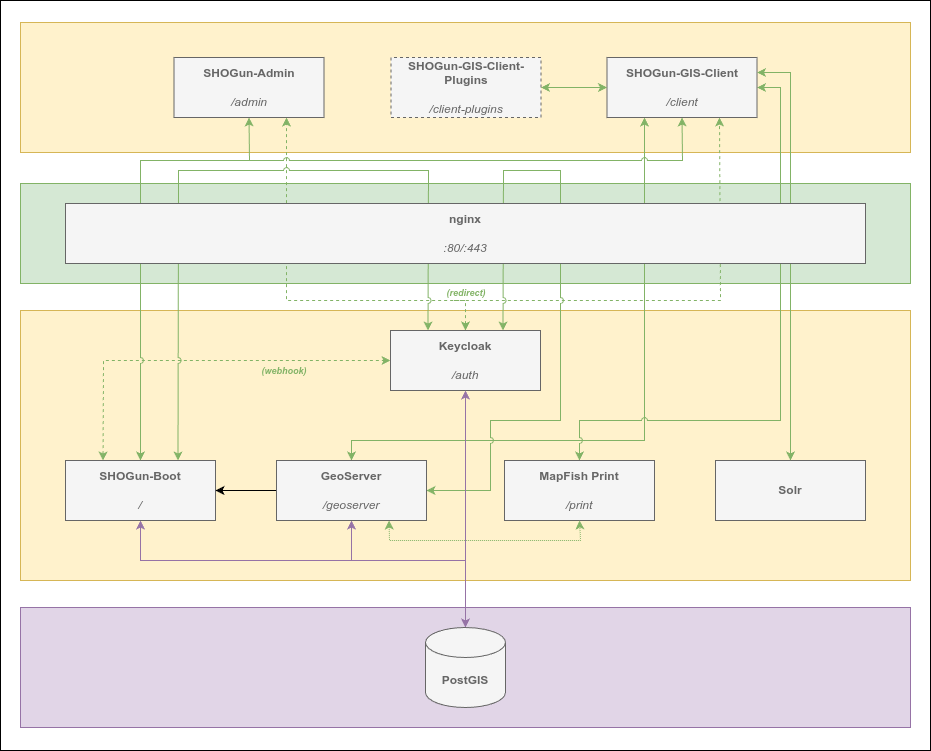 SHOGun-Admin
/admin
SHOGun-GIS-Client-
Plugins
/client-plugins
SHOGun-GIS-Client
/client
nginx
:80/:443
(redirect)
Keycloak
/auth
(webhook)
SHOGun-Boot
/
GeoServer
/geoserver
MapFish Print
/print
Solr
PostGIS